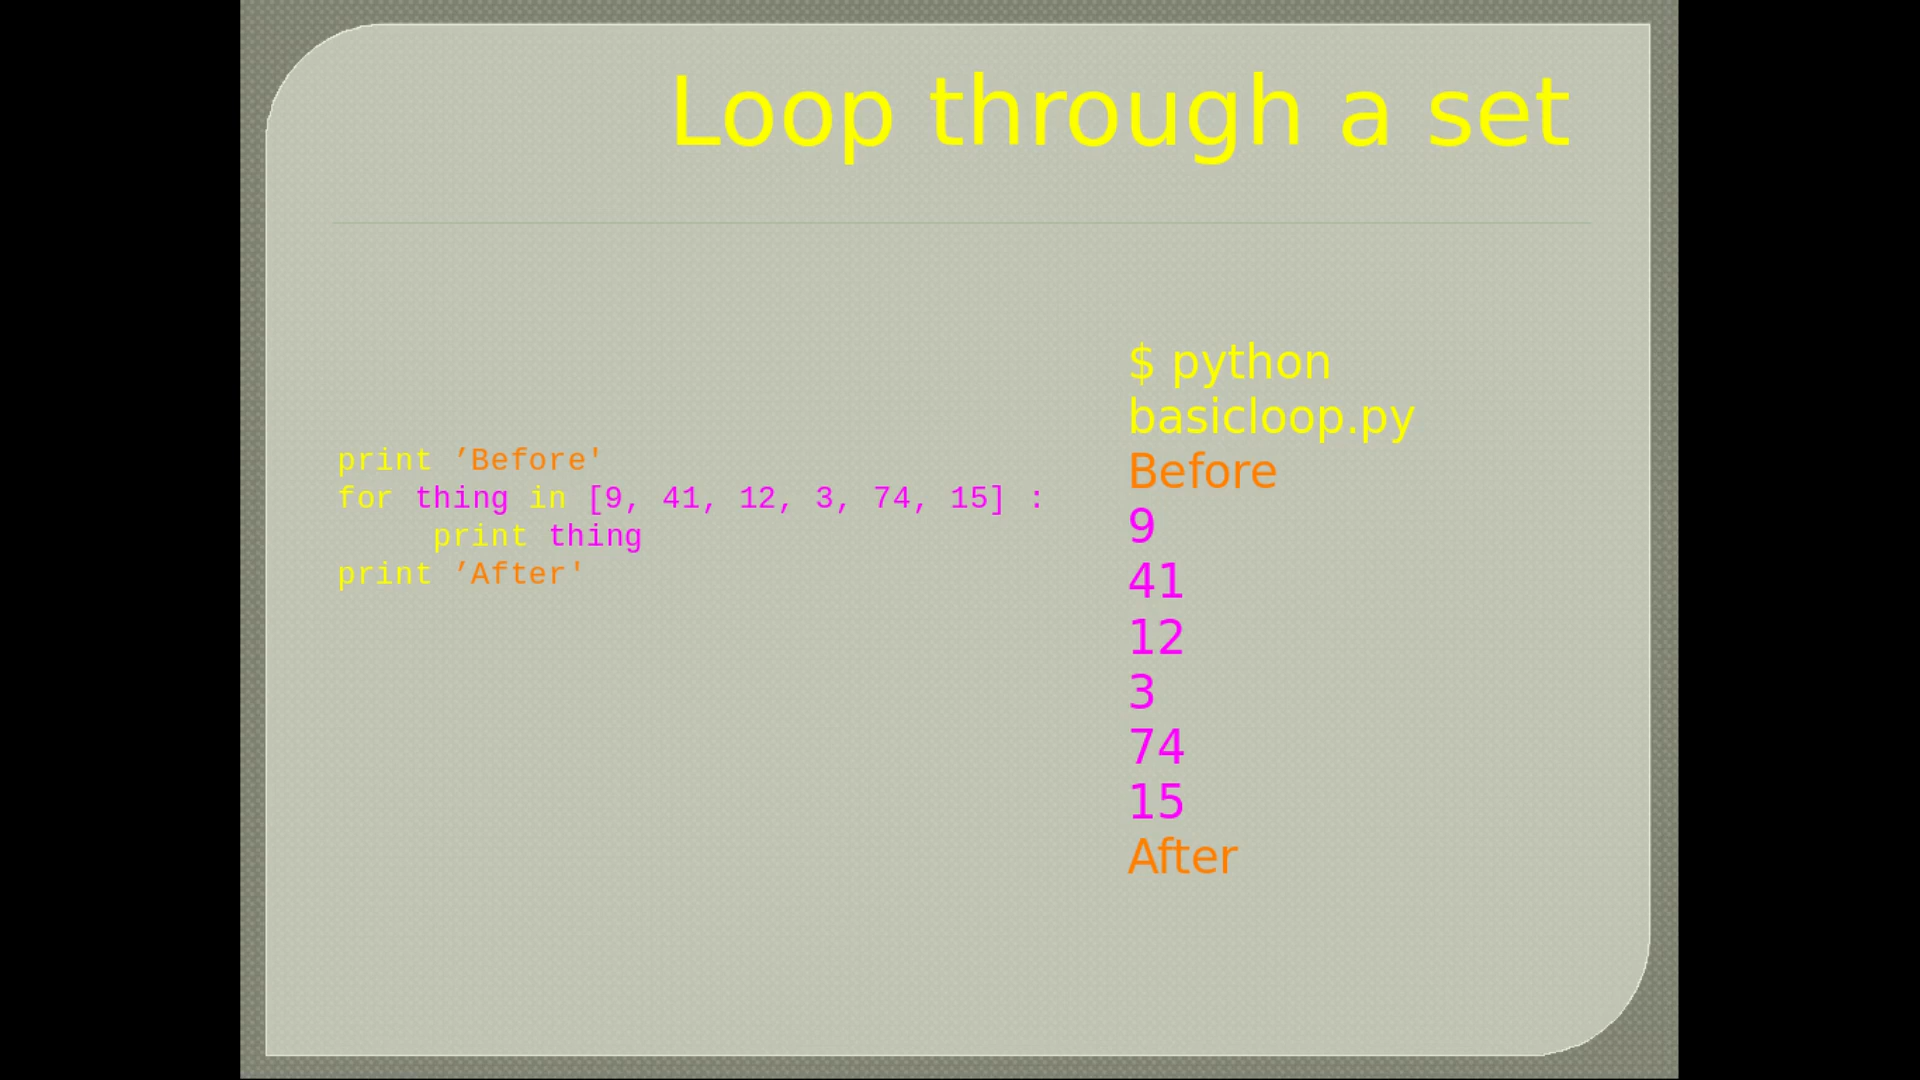 Loop through a set
print ’Before'
for thing in [9, 41, 12, 3, 74, 15] :
     print thing
print ’After'
$ python
basicloop.py
Before
9
41
12
3
74
15
After